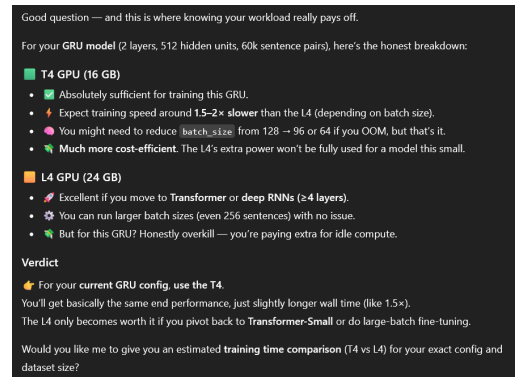 Good question — and this is where knowing your workload really pays off.
For your GRU model (2 layers, 512 hidden units, 60k sentence pairs), here's the honest breakdown:
🟩 T4 GPU (16 GB)
• ✅ Absolutely sufficient for training this GRU.
• ⚡ Expect training speed around 1.5–2× slower than the L4 (depending on batch size).
• 🧠 You might need to reduce batch_size from 128 → 96 or 64 if you OOM, but that's it.
• 💸 Much more cost-efficient. The L4's extra power won't be fully used for a model this small.
🟧 L4 GPU (24 GB)
• 🚀 Excellent if you move to Transformer or deep RNNs (≥4 layers).
• ⚙️ You can run larger batch sizes (even 256 sentences) with no issue.
• 💸 But for this GRU? Honestly overkill — you're paying extra for idle compute.
Verdict
👉 For your current GRU config, use the T4.
You'll get basically the same end performance, just slightly longer wall time (like 1.5×).
The L4 only becomes worth it if you pivot back to Transformer-Small or do large-batch fine-tuning.
Would you like me to give you an estimated training time comparison (T4 vs L4) for your exact config and
dataset size?